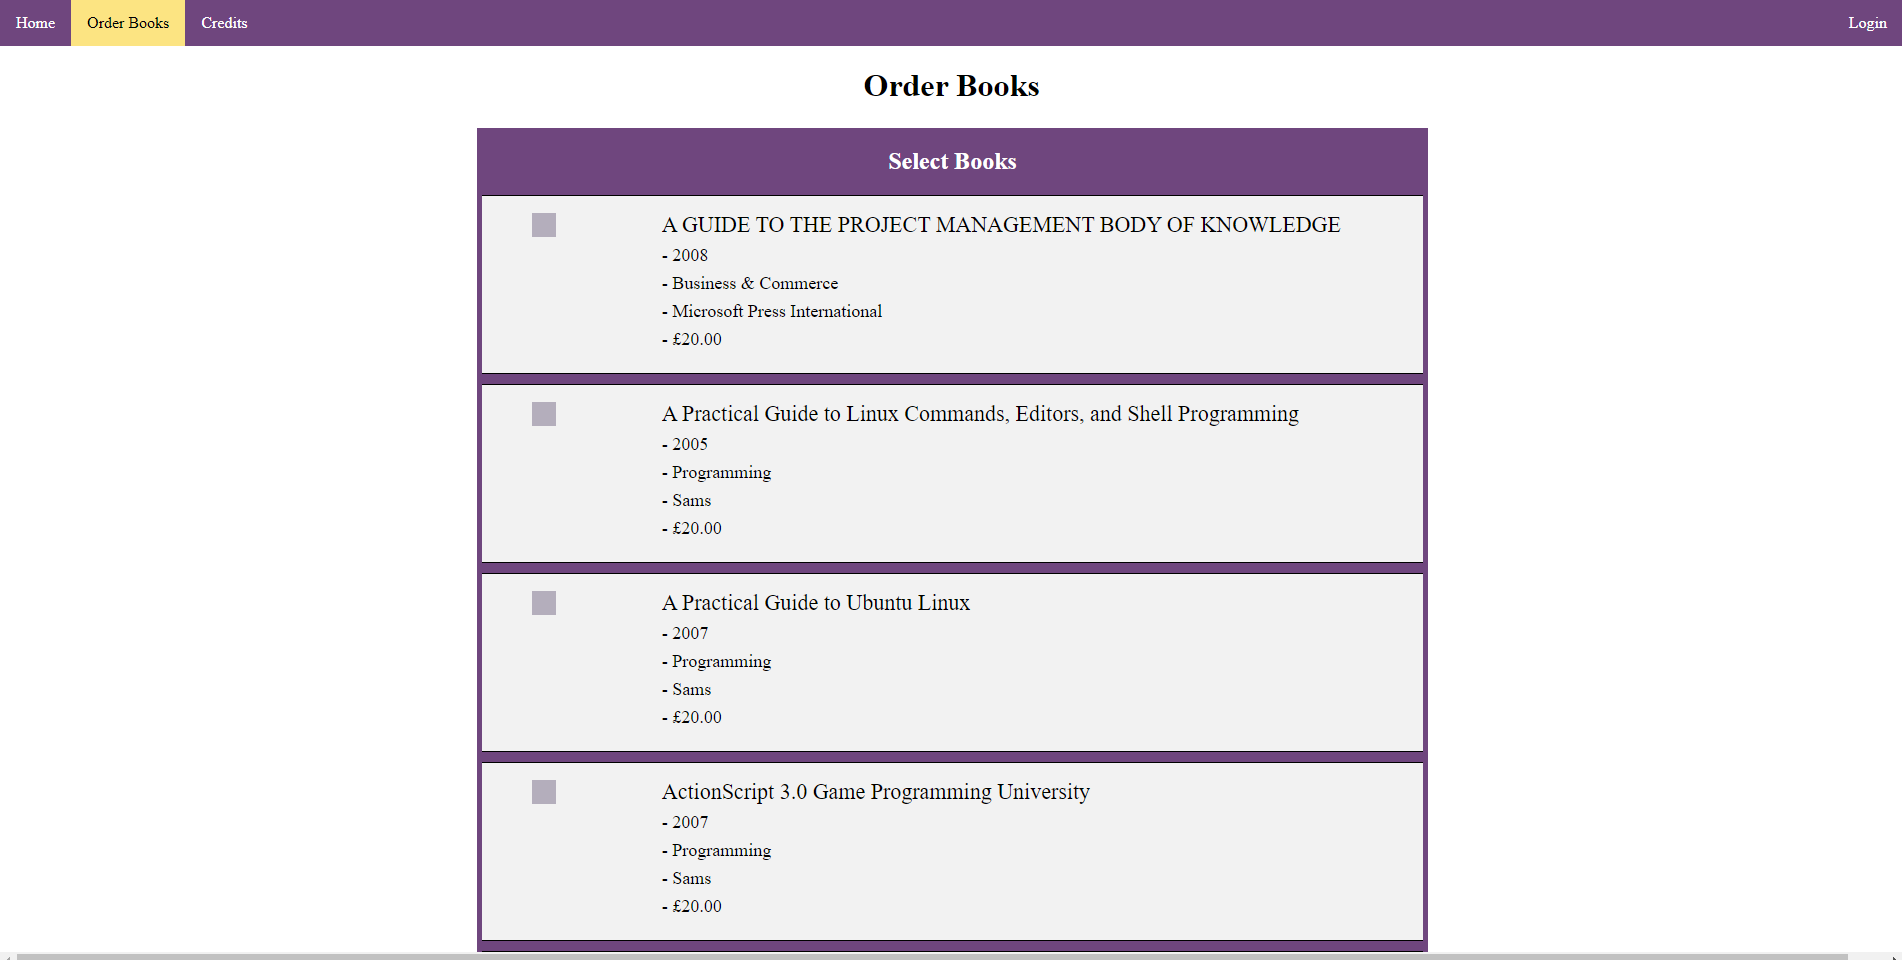 Home Order Books Credits Login
Order Books
Select Books
A GUIDE TO THE PROJECT MANAGEMENT BODY OF KNOWLEDGE
- 2008
- Business & Commerce
- Microsoft Press International
- £20.00
A Practical Guide to Linux Commands, Editors, and Shell Programming
- 2005
- Programming
- Sams
- £20.00
A Practical Guide to Ubuntu Linux
- 2007
- Programming
- Sams
- £20.00
ActionScript 3.0 Game Programming University
- 2007
- Programming
- Sams
- £20.00